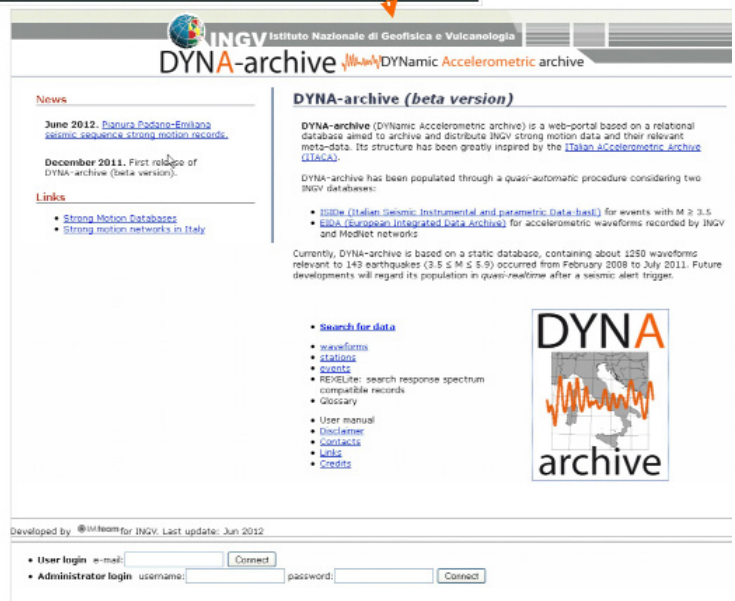 INGV Istituto Nazionale di Geofisica e Vulcanologia
DYNA-archive DYNamic Accelerometric archive
News
June 2012. Pianura Padano-Emiliana
seismic sequence strong motion records.
December 2011. First release of
DYNA-archive (beta version).
Links
• Strong Motion Databases
• Strong motion networks in Italy
DYNA-archive (beta version)
DYNA-archive (DYNamic Accelerometric archive) is a web-portal based on a relational
database aimed to archive and distribute INGV strong motion data and their relevant
meta-data. Its structure has been greatly inspired by the ITalian ACcelerometric Archive
(ITACA).
DYNA-archive has been populated through a quasi-automatic procedure considering two
INGV databases:
• ISIDe (Italian Seismic Instrumental and parametric Data-basE) for events with M ≥ 3.5
• EIDA (European Integrated Data Archive) for accelerometric waveforms recorded by INGV
and MedNet networks
Currently, DYNA-archive is based on a static database, containing about 1250 waveforms
relevant to 143 earthquakes (3.5 ≤ M ≤ 5.9) occurred from February 2008 to July 2011. Future
developments will regard its population in quasi-realtime after a seismic alert trigger.
• Search for data
• waveforms
• stations
• events
• REXELite: search response spectrum
compatible records
• Glossary
• User manual
• Disclaimer
• Contacts
• Links
• Credits
DYNA
archive
Developed by IMteam for INGV. Last update: Jun 2012
• User login e-mail: Connect
• Administrator login username: password: Connect